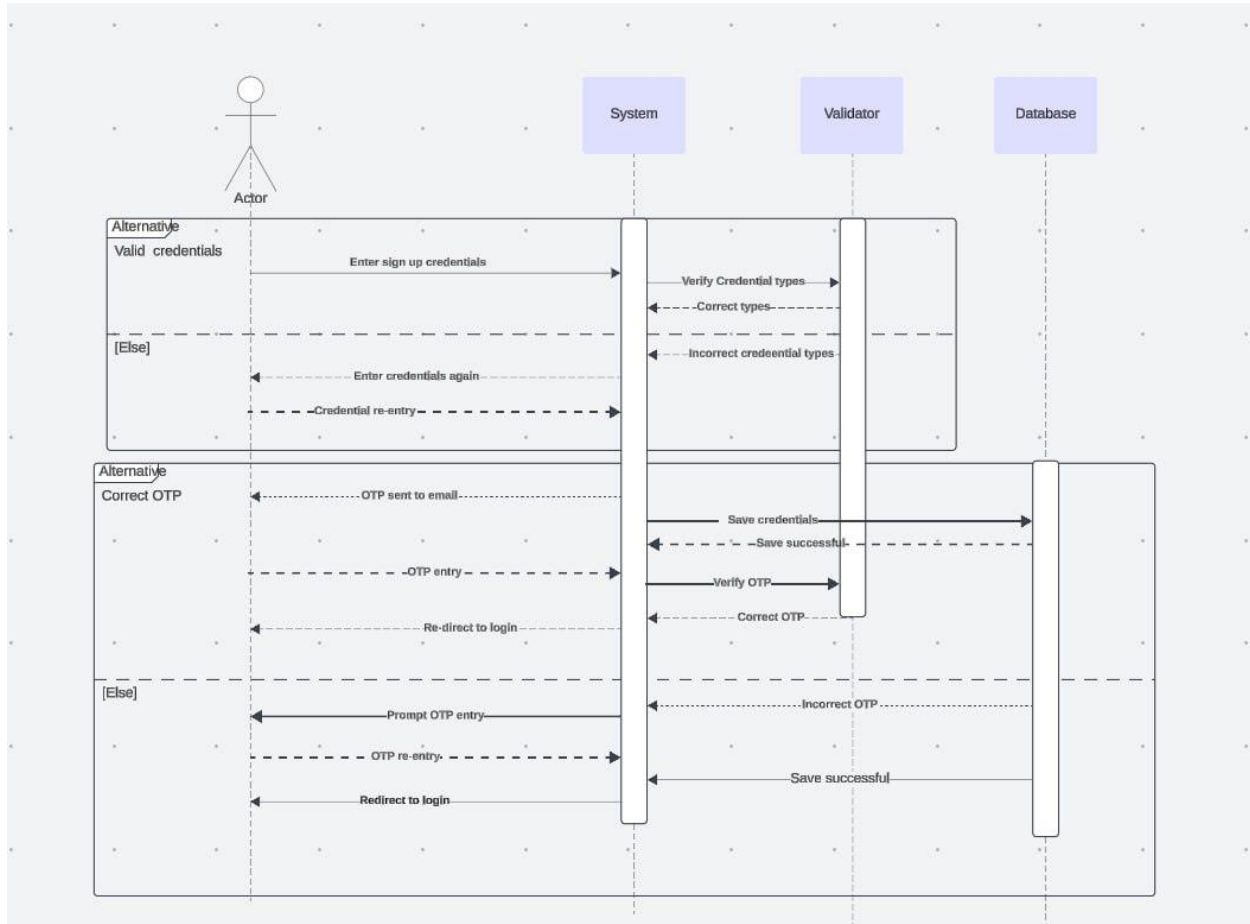 System
Validator
Database
Actor
Alternative
Valid credentials
Enter sign up credentials
Verify Credential types
Correct types
[Else]
Incorrect credeential types
Enter credentials again
Credential re-entry
Alternative
Correct OTP
OTP sent to email
Save credentials
Save successful
OTP entry
Verify OTP
Correct OTP
Re-direct to login
[Else]
Incorrect OTP
Prompt OTP entry
OTP re-entry
Save successful
Redirect to login